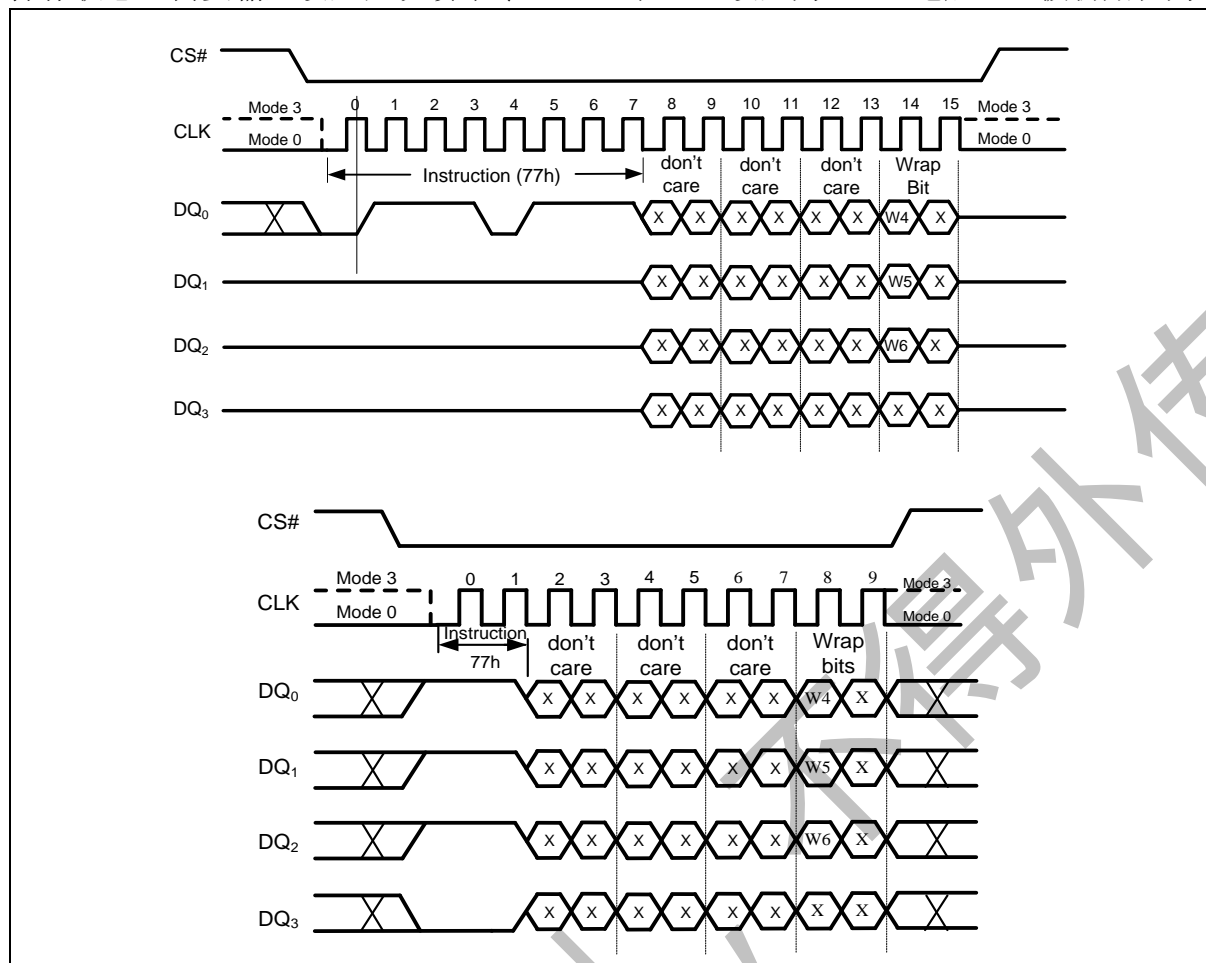 CS#
Mode 3 0 1 2 3 4 5 6 7 8 9 10 11 12 13 14 15 Mode 3
CLK
Mode 0 Mode 0
Instruction (77h) don't care don't care don't care Wrap Bit
DQ0 X X X X X X X W4 X
DQ1 X X X X X X W5 X
DQ2 X X X X X X W6 X
DQ3 X X X X X X X X
CS#
Mode 3 0 1 2 3 4 5 6 7 8 9 Mode 3
CLK
Mode 0 Mode 0
Instruction 77h don't care don't care don't care Wrap bits
DQ0 X X X X X X X W4 X X
DQ1 X X X X X X X W5 X X
DQ2 X X X X X X X W6 X X
DQ3 X X X X X X X X X X
不得外传